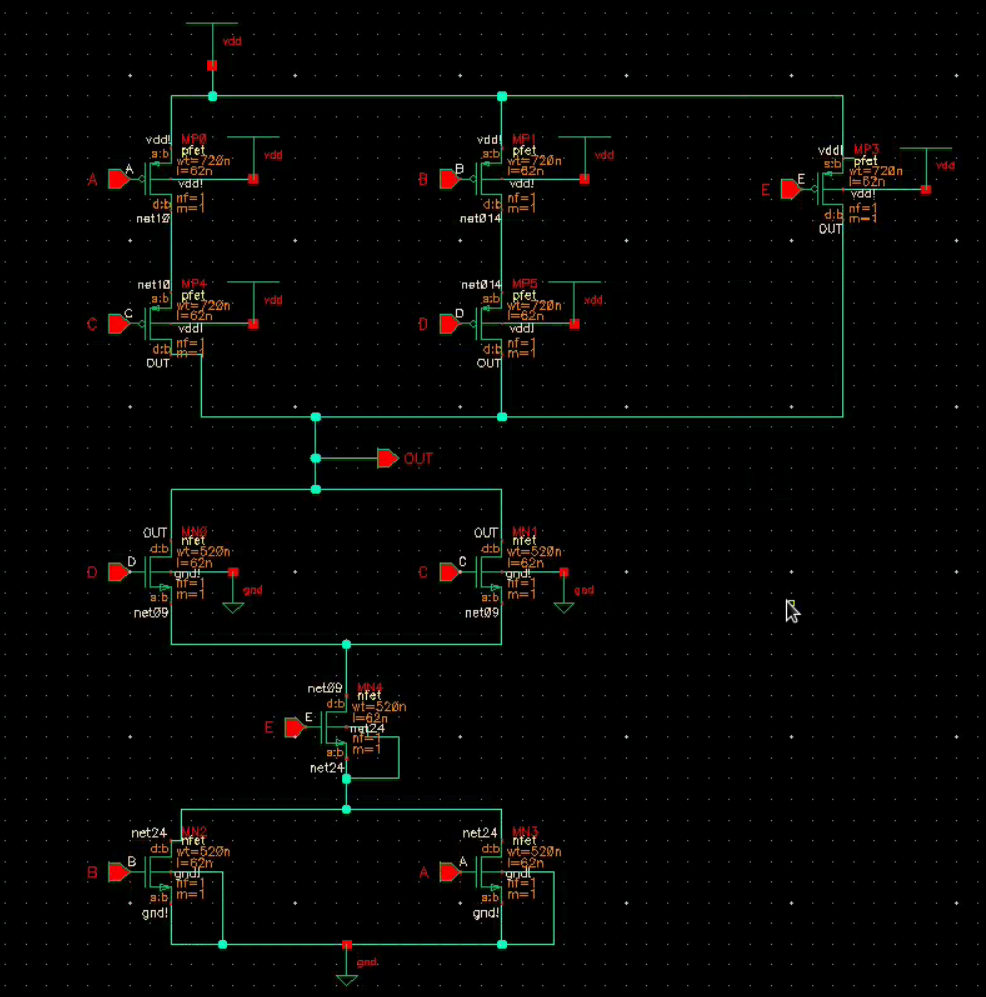 vdd
vdd!
MP0
pfet
wt=720n
l=62n
a:b
A
A
vdd!
vdd
d:b
nf=1
m=1
net10
vdd!
MP1
pfet
wt=720n
l=62n
a:b
B
B
vdd!
vdd
d:b
nf=1
m=1
net014
vdd!
MP3
pfet
wt=720n
l=62n
a:b
E
E
vdd!
vdd
d:b
nf=1
m=1
OUT
net10
MP4
pfet
wt=720n
l=62n
a:b
C
C
vdd!
vdd
d:b
nf=1
m=1
OUT
net014
MP5
pfet
wt=720n
l=62n
a:b
D
D
vdd!
vdd
d:b
nf=1
m=1
OUT
OUT
OUT
MN0
nfet
wt=520n
l=62n
d:b
D
D
gnd!
gnd
a:b
nf=1
m=1
net09
OUT
MN1
nfet
wt=520n
l=62n
d:b
C
C
gnd!
gnd
a:b
nf=1
m=1
net09
net09
MN4
nfet
wt=520n
l=62n
d:b
E
E
net24
a:b
nf=1
m=1
net24
net24
MN2
nfet
wt=520n
l=62n
d:b
B
B
gnd!
a:b
nf=1
m=1
gnd!
net24
MN3
nfet
wt=520n
l=62n
d:b
A
A
gnd!
a:b
nf=1
m=1
gnd!
gnd